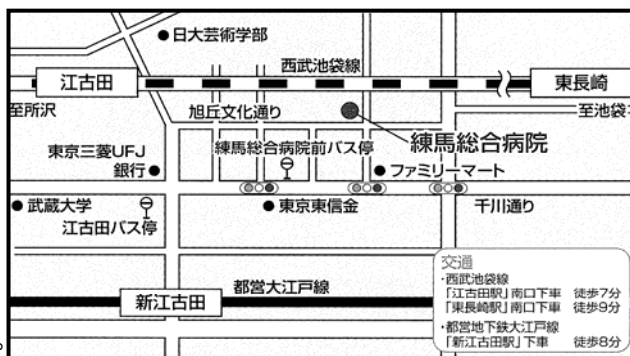 日大芸術学部
西武池袋線
江古田
東長崎
至所沢
旭丘文化通り
至池袋
練馬総合病院
東京三菱UFJ
銀行
練馬総合病院前バス停
ファミリーマート
武蔵大学
江古田バス停
東京東信金
千川通り
都営大江戸線
新江古田
交通
・西武池袋線
「江古田駅」南口下車 徒歩7分
「東長崎駅」南口下車 徒歩9分
・都営地下鉄大江戸線
「新江古田駅」下車 徒歩8分